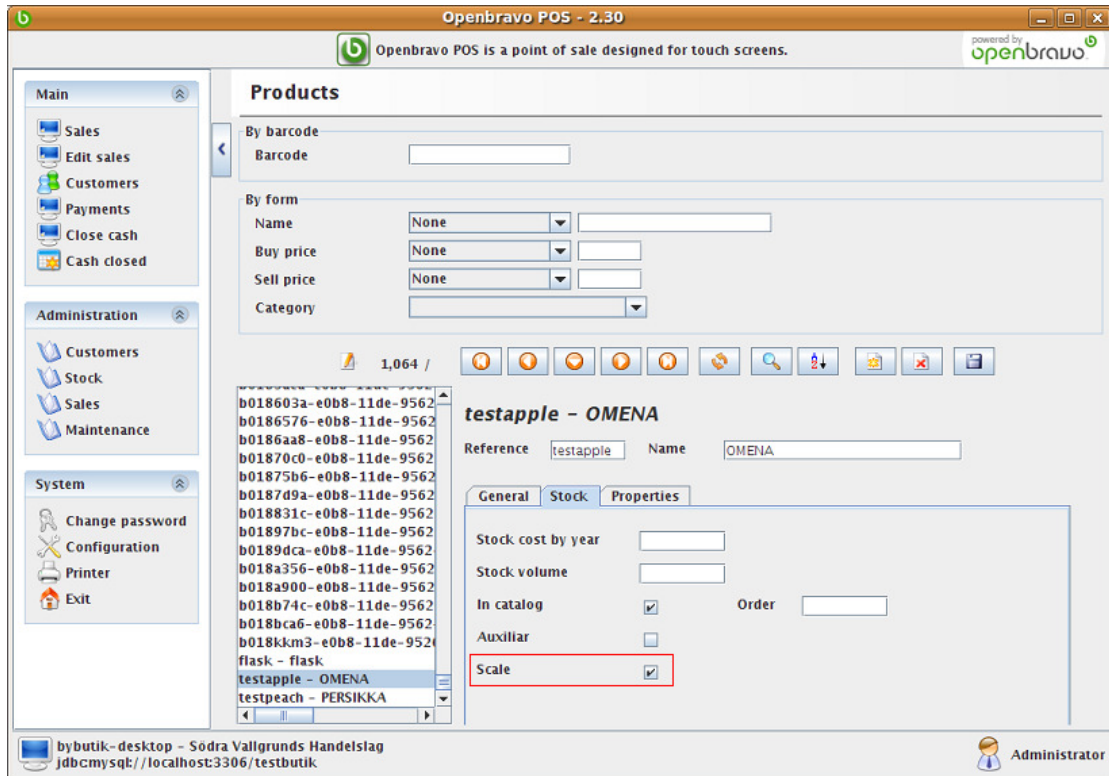 Openbravo POS - 2.30
Openbravo POS is a point of sale designed for touch screens.
powered by
openbravo
Main
Sales
Edit sales
Customers
Payments
Close cash
Cash closed
Administration
Customers
Stock
Sales
Maintenance
System
Change password
Configuration
Printer
Exit
Products
By barcode
Barcode
By form
Name None
Buy price None
Sell price None
Category
1,064 /
b018603a-e0b8-11de-9562
b0186576-e0b8-11de-9562
b0186aa8-e0b8-11de-9562
b01870c0-e0b8-11de-9562
b01875b6-e0b8-11de-9562
b0187d9a-e0b8-11de-9562
b018831c-e0b8-11de-9562
b01897bc-e0b8-11de-9562
b0189dca-e0b8-11de-9562
b018a356-e0b8-11de-9562
b018a900-e0b8-11de-9562
b018b74c-e0b8-11de-9562
b018bca6-e0b8-11de-9562
b018kkm3-e0b8-11de-952
flask - flask
testapple - OMENA
testpeach - PERSIKKA
testapple - OMENA
Reference testapple Name OMENA
General Stock Properties
Stock cost by year
Stock volume
In catalog Order
Auxiliar
Scale
bybutik-desktop - Södra Vallgrunds Handelslag
jdbc:mysql://localhost:3306/testbutik
Administrator